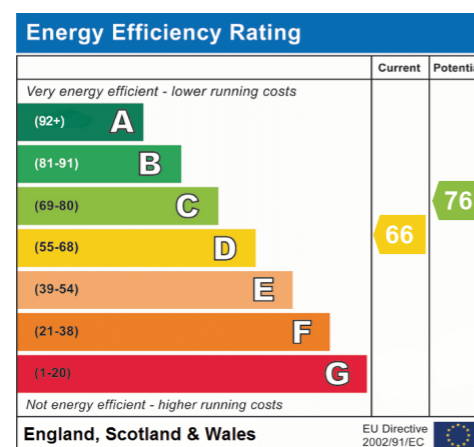 Energy Efficiency Rating
Current Potenti
Very energy efficient - lower running costs
(92+) A
(81-91) B
(69-80) C 76
(55-68) D 66
(39-54) E
(21-38) F
(1-20) G
Not energy efficient - higher running costs
England, Scotland & Wales
EU Directive
2002/91/EC